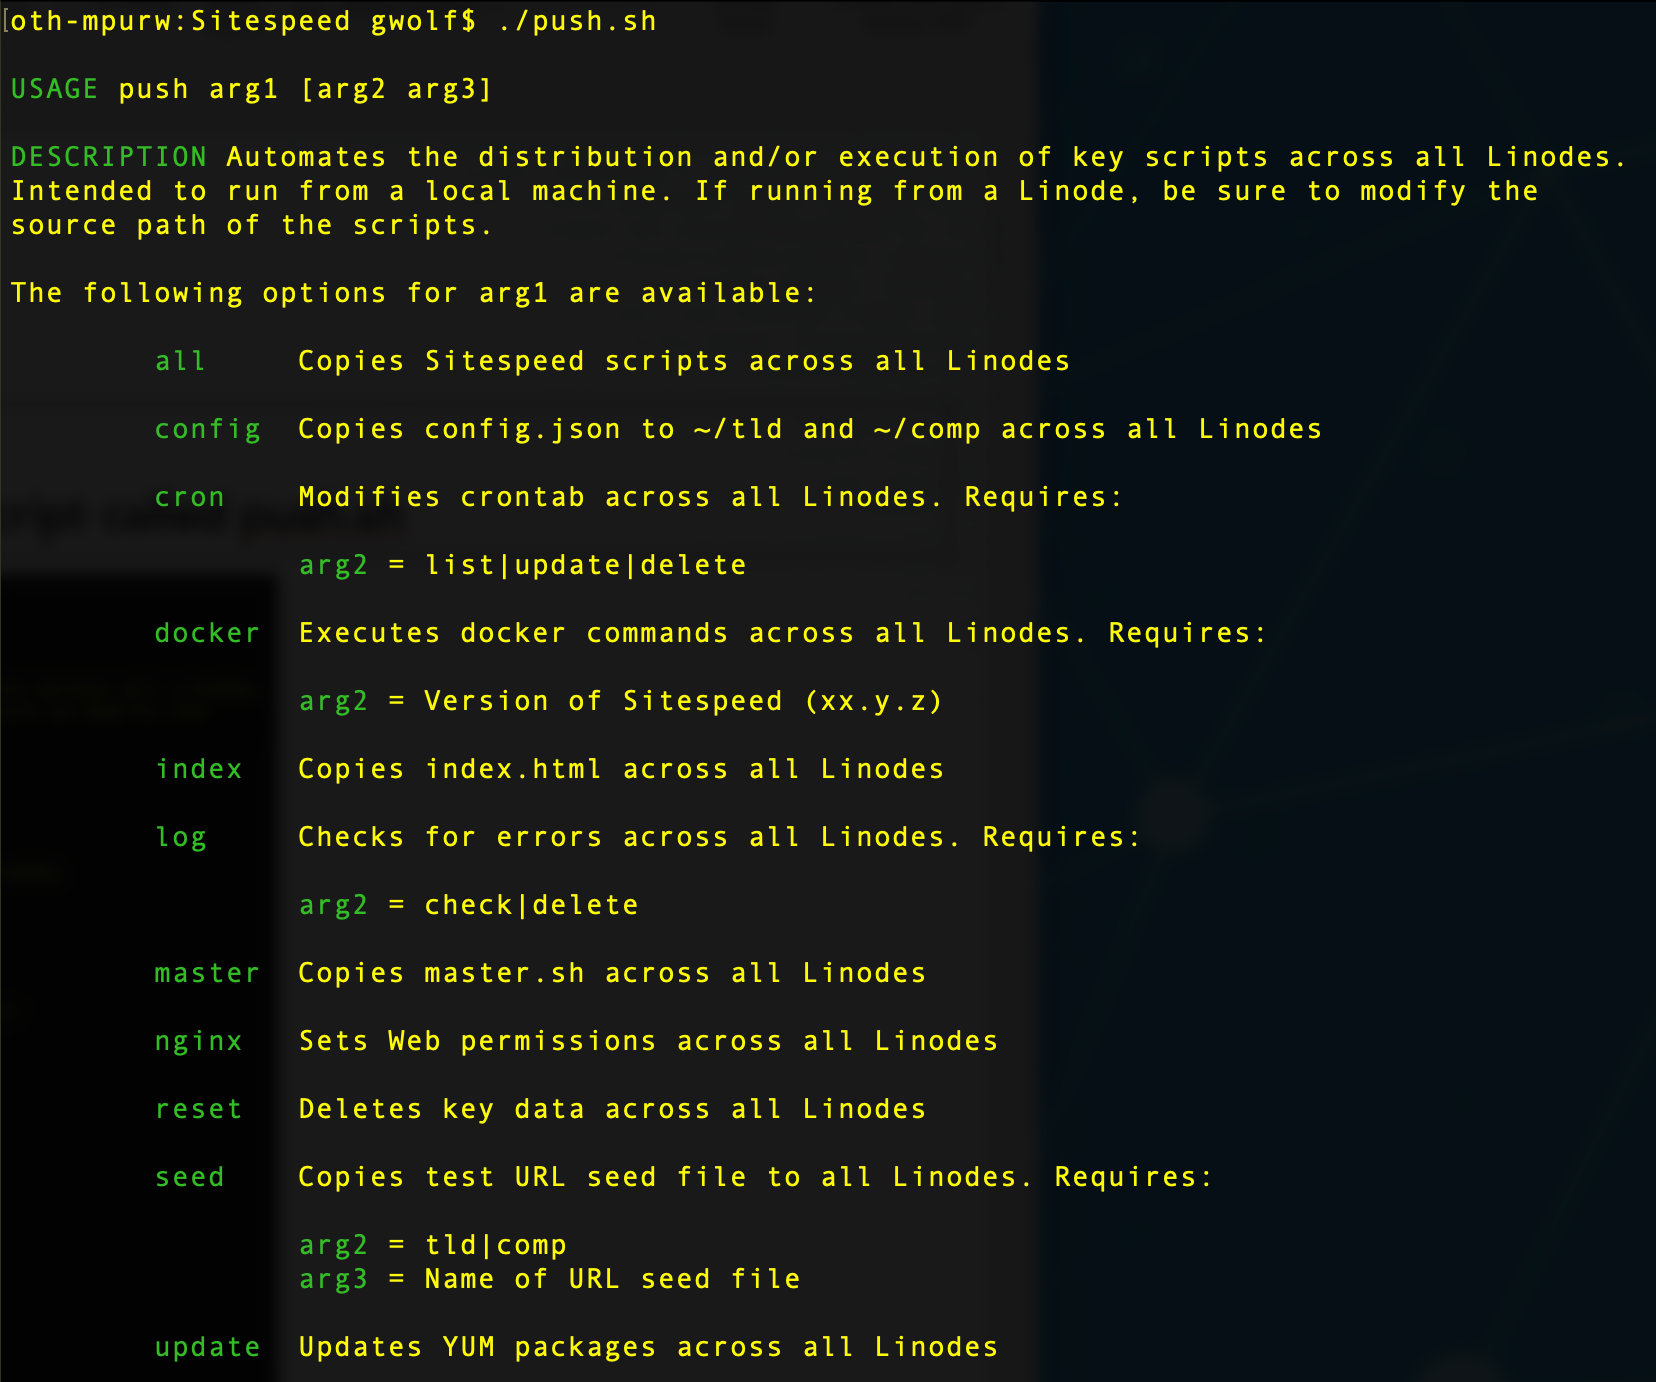 oth-mpurw:Sitespeed gwolf$ ./push.sh
USAGE push arg1 [arg2 arg3]
DESCRIPTION Automates the distribution and/or execution of key scripts across all Linodes.
Intended to run from a local machine. If running from a Linode, be sure to modify the
source path of the scripts.
The following options for arg1 are available:
all Copies Sitespeed scripts across all Linodes
config Copies config.json to ~/tld and ~/comp across all Linodes
cron Modifies crontab across all Linodes. Requires:
arg2 = list|update|delete
docker Executes docker commands across all Linodes. Requires:
arg2 = Version of Sitespeed (xx.y.z)
index Copies index.html across all Linodes
log Checks for errors across all Linodes. Requires:
arg2 = check|delete
master Copies master.sh across all Linodes
nginx Sets Web permissions across all Linodes
reset Deletes key data across all Linodes
seed Copies test URL seed file to all Linodes. Requires:
arg2 = tld|comp
arg3 = Name of URL seed file
update Updates YUM packages across all Linodes